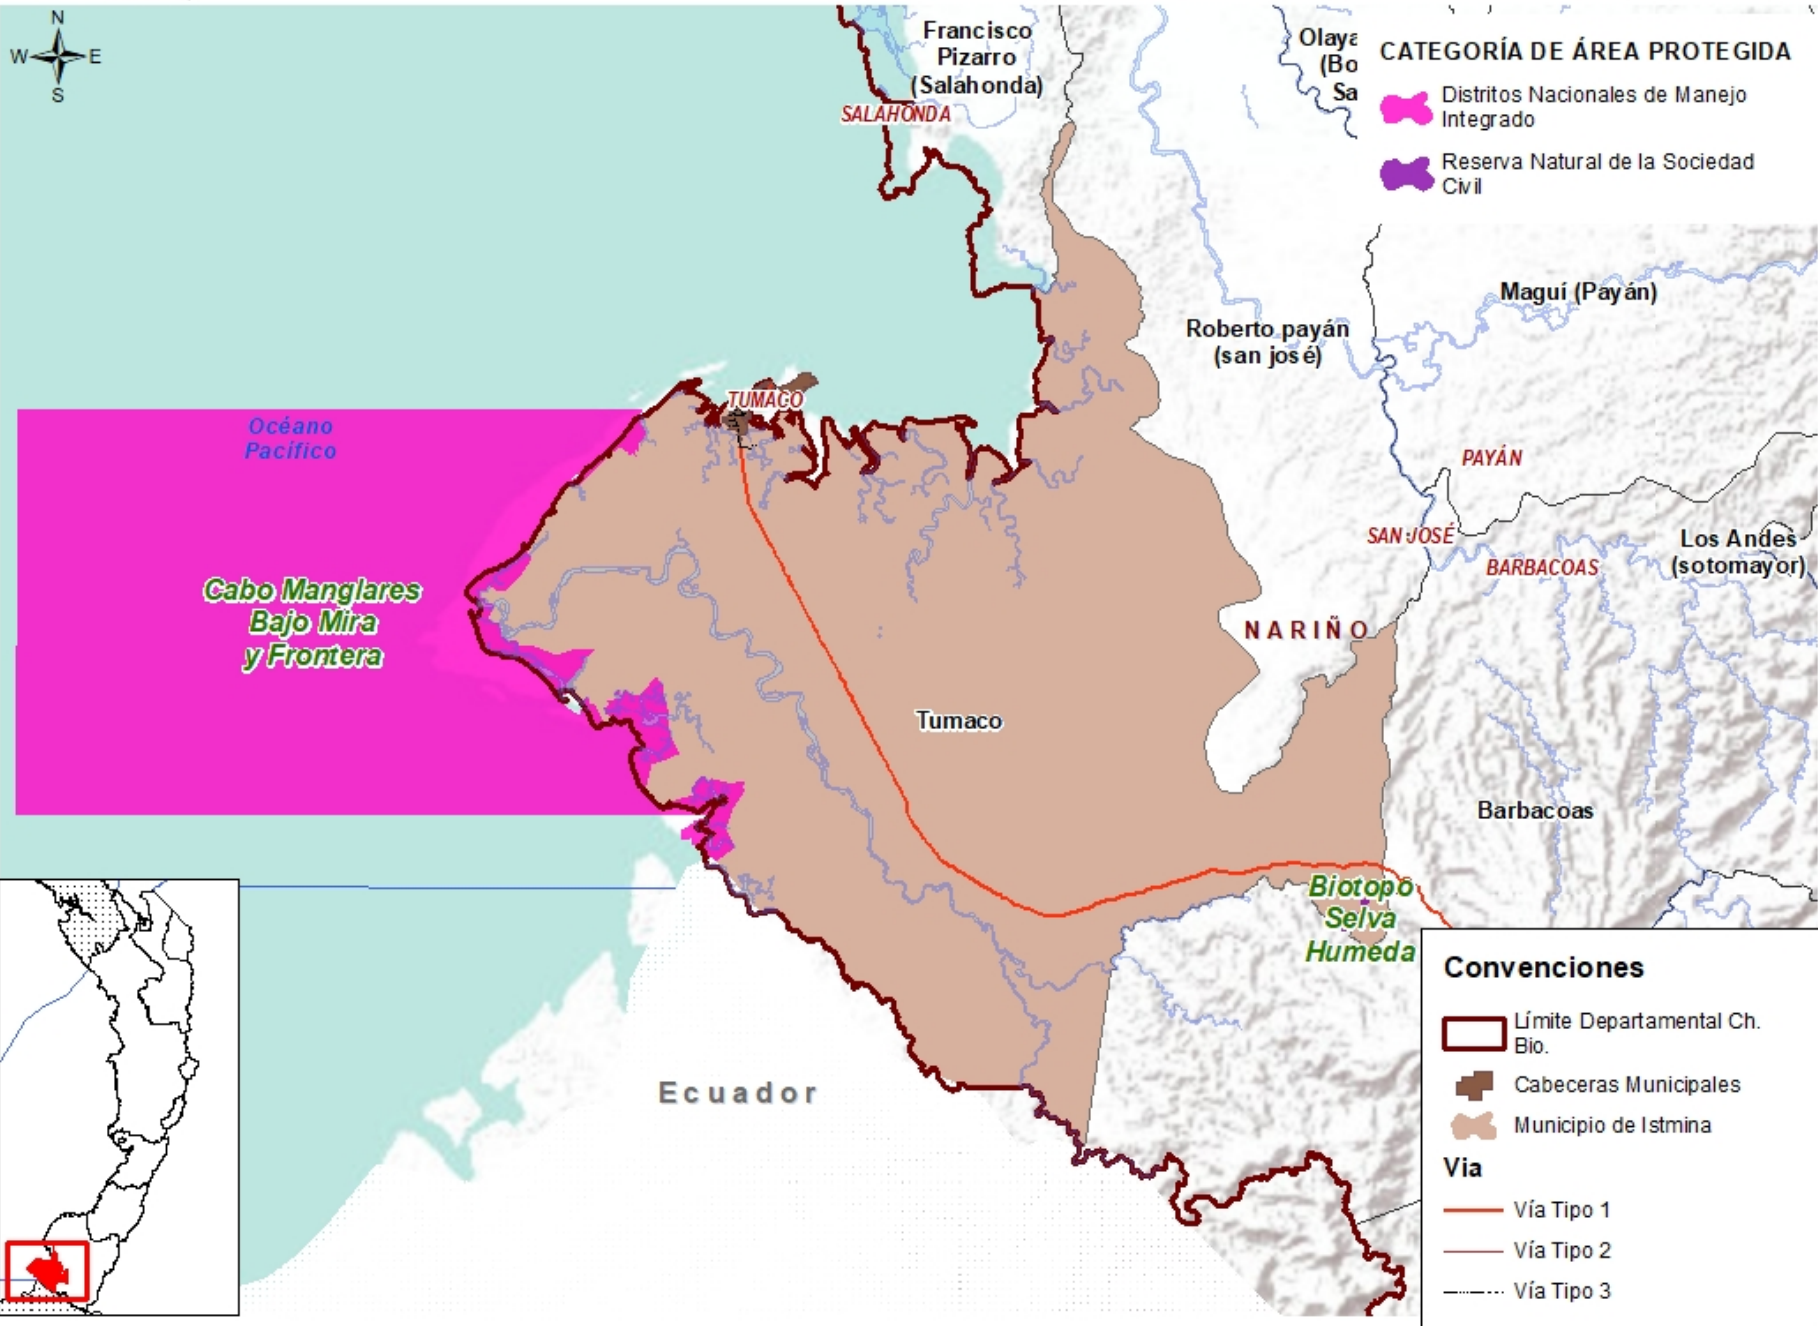 N
W E
S
Francisco
Pizarro
(Salahonda)
SALAHONDA
Olaya
(Bo
Sa
CATEGORÍA DE ÁREA PROTEGIDA
Distritos Nacionales de Manejo
Integrado
Reserva Natural de la Sociedad
Civil
Maguí (Payán)
Roberto payán
(san josé)
TUMACO
Océano
Pacífico
PAYÁN
SAN JOSÉ
BARBACOAS
Los Andes
(sotomayor)
Cabo Manglares
Bajo Mira
y Frontera
NARIÑO
Tumaco
Barbacoas
Biotopo
Selva
Humeda
Ecuador
Convenciones
Límite Departamental Ch.
Bio.
Cabeceras Municipales
Municipio de Istmina
Via
Vía Tipo 1
Vía Tipo 2
Vía Tipo 3